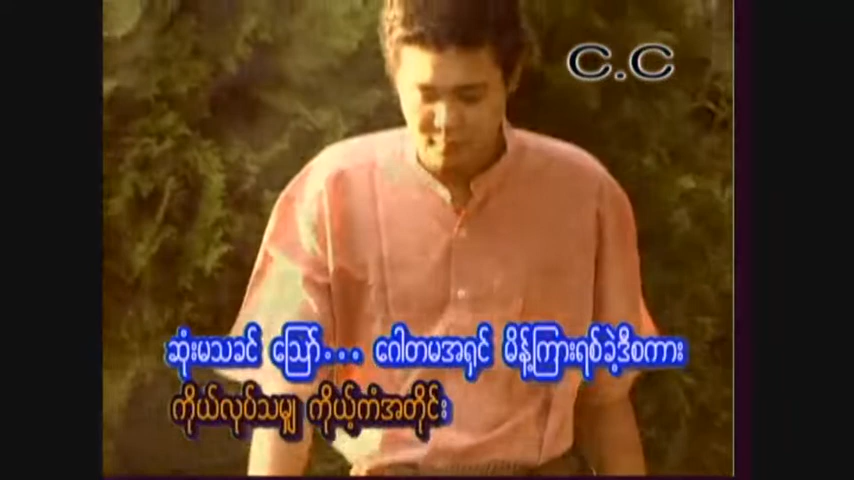 C.C
ဆုံးမသခင် ဪ... ဂေါတမအရှင် မိန့်ကြားရစ်ခဲ့ဒီစကား
ကိုယ်လုပ်သမျှ ကိုယ့်ကံအတိုင်း